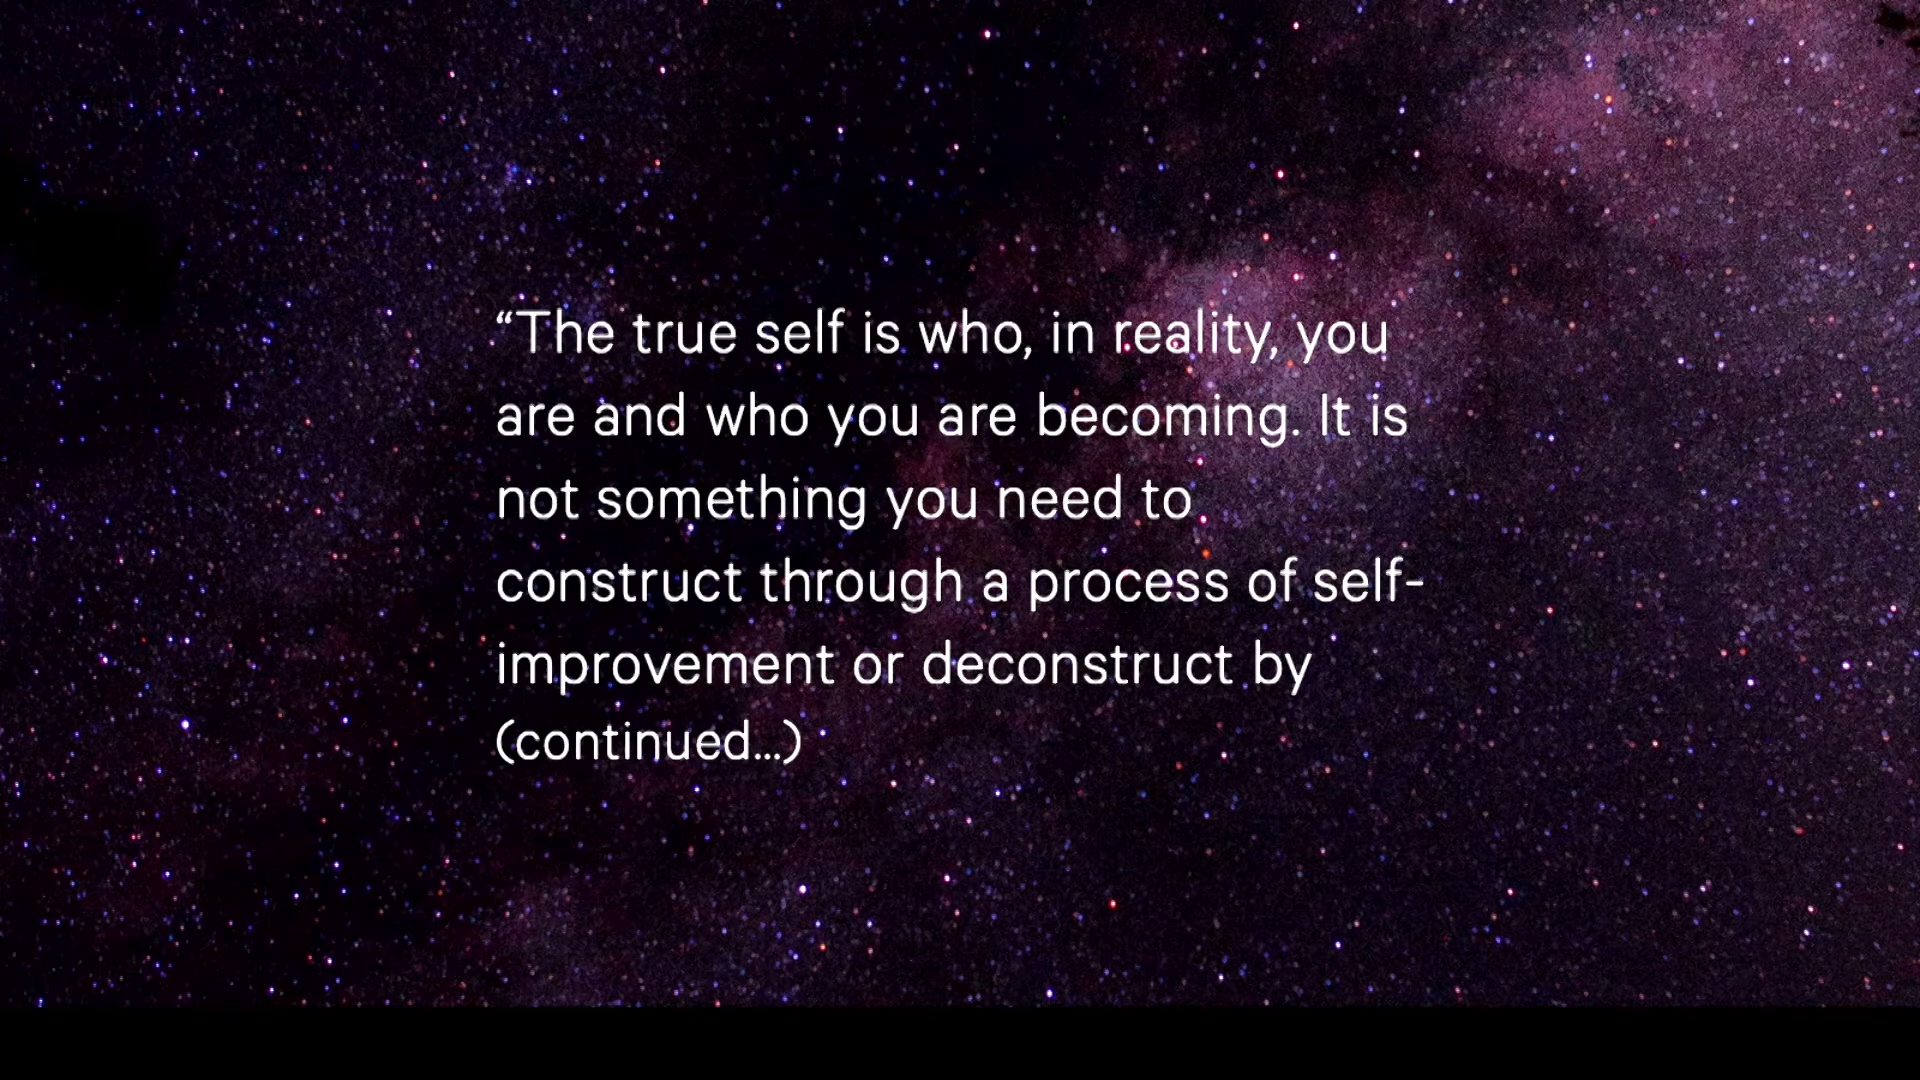 “The true self is who, in reality, you
are and who you are becoming. It is
not something you need to
construct through a process of self-
improvement or deconstruct by
(continued...)